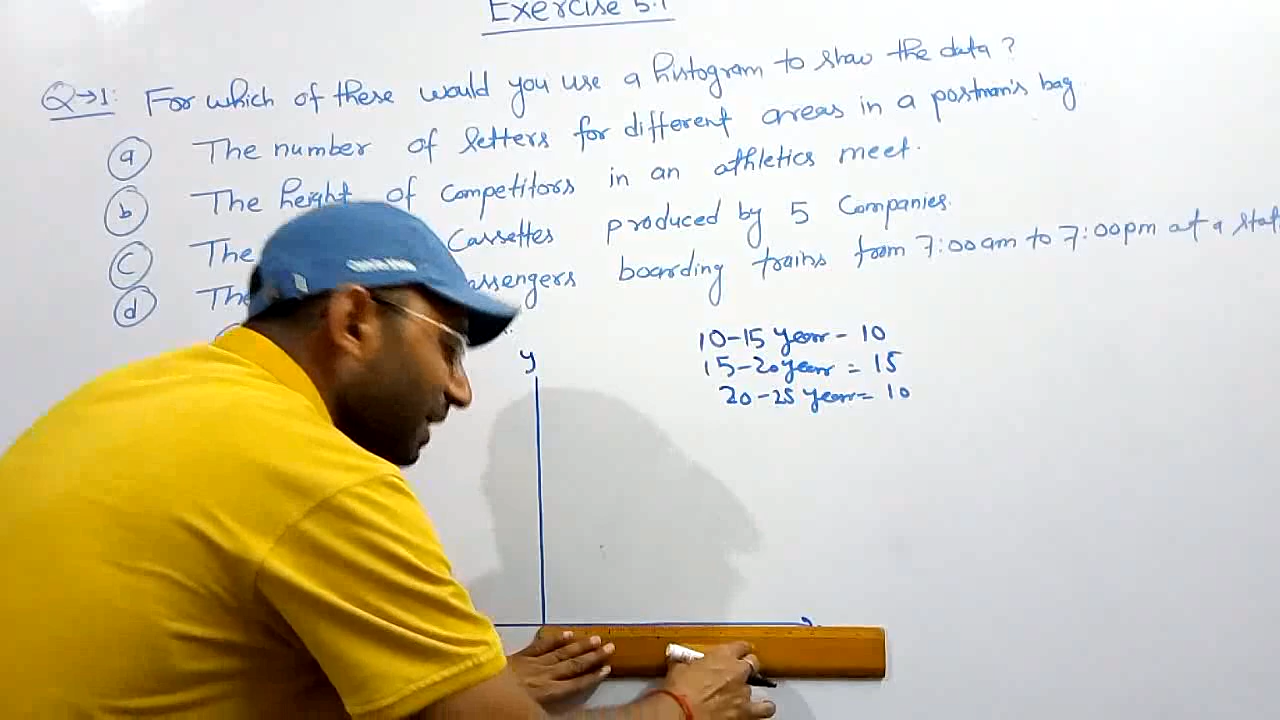 Exercise 5.1
Q→1: For which of these would you use a histogram to show the data?
a The number of letters for different areas in a postman's bag
b The height of competitors in an athletics meet.
c The Cassettes produced by 5 Companies.
d The assengers boarding trains from 7:00am to 7:00pm at a stat
y
10-15 year - 10
15-20 year = 15
20-25 year = 10